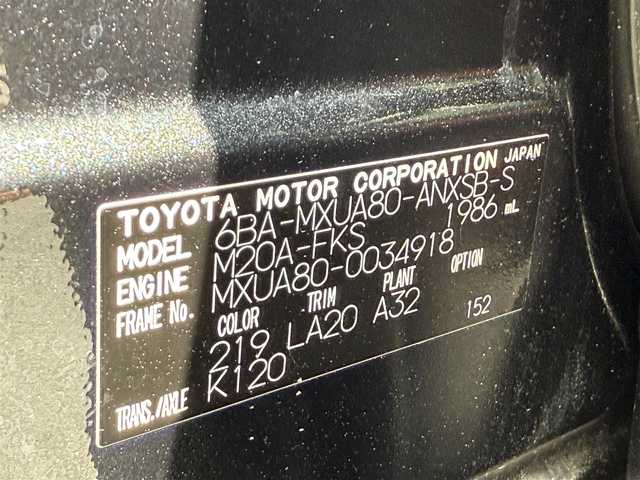 TOYOTA MOTOR CORPORATION JAPAN
MODEL 6BA-MXUA80-ANXSB-S
ENGINE M20A-FKS 1986 mL
FRAME No. MXUA80-0034918
COLOR TRIM PLANT OPTION
219 LA20 A32 152
TRANS./AXLE K120